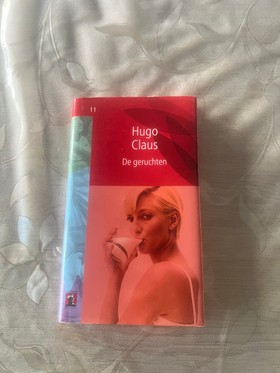 11
Hugo
Claus
De geruchten